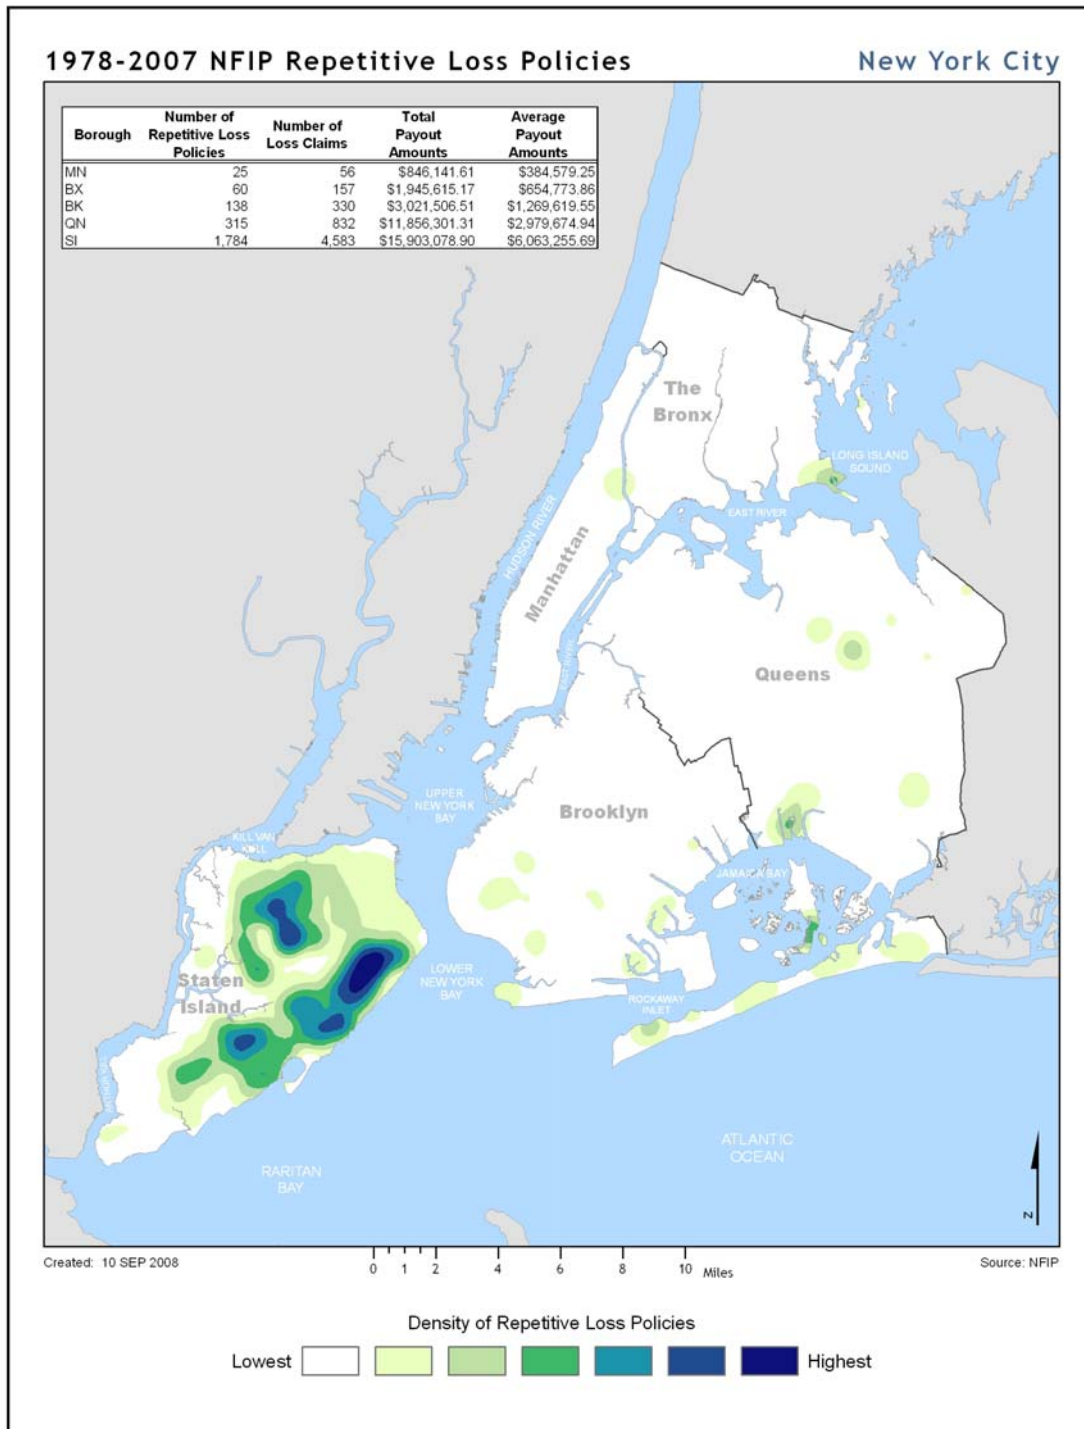 1978-2007 NFIP Repetitive Loss Policies
New York City
Borough Number of Repetitive Loss Policies Number of Loss Claims Total Payout Amounts Average Payout Amounts
MN 25 56 $846,141.61 $384,579.25
BX 60 157 $1,945,615.17 $654,773.86
BK 138 330 $3,021,506.51 $1,269,619.55
QN 315 832 $11,856,301.31 $2,979,674.94
SI 1,784 4,583 $15,903,078.90 $6,063,255.69
The
Bronx
LONG ISLAND
SOUND
HUDSON RIVER
EAST RIVER
Manhattan
EAST RIVER
Queens
UPPER
NEW YORK
BAY
Brooklyn
KILL VAN
KULL
JAMAICA BAY
Staten
Island
LOWER
NEW YORK
BAY
ROCKAWAY
INLET
ARTHUR KILL
RARITAN
BAY
ATLANTIC
OCEAN
N
Created: 10 SEP 2008
0 1 2 4 6 8 10 Miles
Source: NFIP
Density of Repetitive Loss Policies
Lowest
Highest